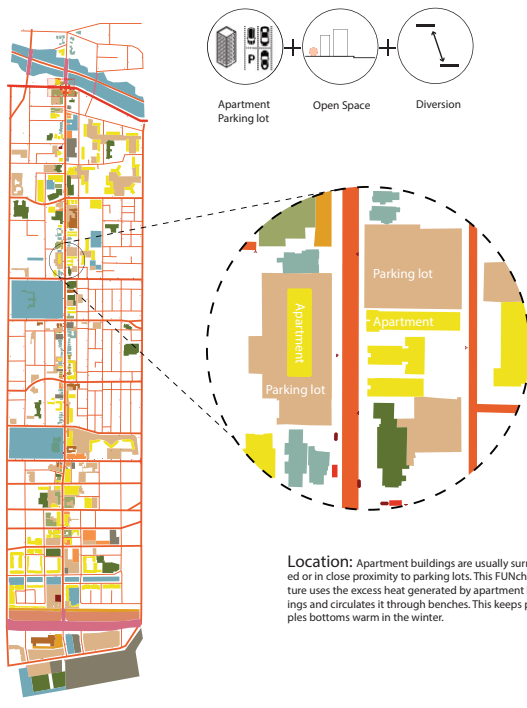 P
Apartment
Parking lot
Open Space
Diversion
Parking lot
Apartment
Apartment
Parking lot
Location: Apartment buildings are usually surr
ed or in close proximity to parking lots. This FUNch
ture uses the excess heat generated by apartment
ings and circulates it through benches. This keeps p
ples bottoms warm in the winter.